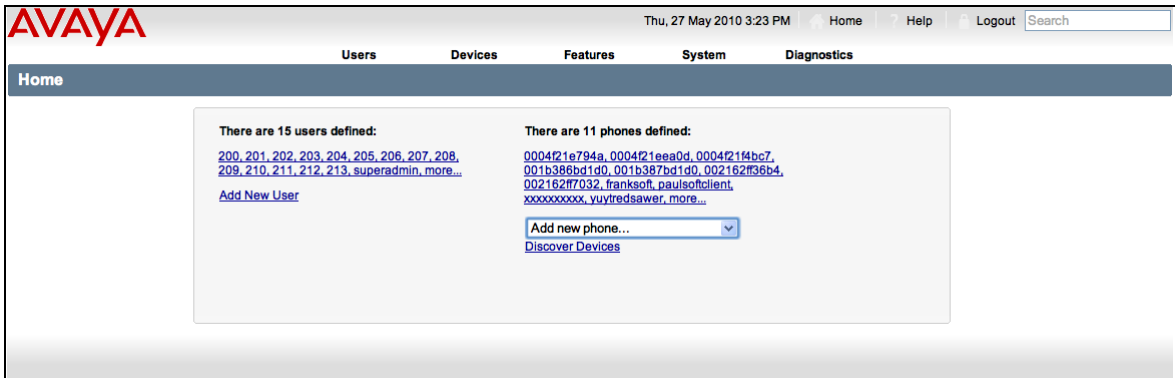 AVAYA
Thu, 27 May 2010 3:23 PM Home ? Help Logout Search
Users Devices Features System Diagnostics
Home
There are 15 users defined:
200, 201, 202, 203, 204, 205, 206, 207, 208,
209, 210, 211, 212, 213, superadmin, more...
Add New User
There are 11 phones defined:
0004f21e794a, 0004f21eea0d, 0004f21f4bc7,
001b386bd1d0, 001b387bd1d0, 002162ff36b4,
002162ff7032, franksoft, paulsoftclient,
xxxxxxxxxx, yuytredsawer, more...
Add new phone...
Discover Devices